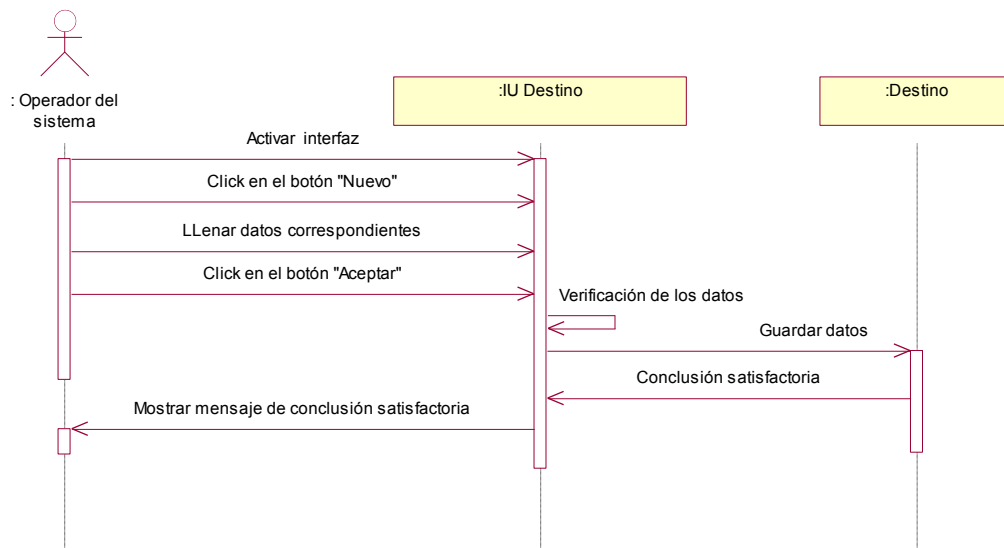 : Operador del
sistema
:IU Destino
:Destino
Activar interfaz
Click en el botón "Nuevo"
LLenar datos correspondientes
Click en el botón "Aceptar"
Verificación de los datos
Guardar datos
Conclusión satisfactoria
Mostrar mensaje de conclusión satisfactoria